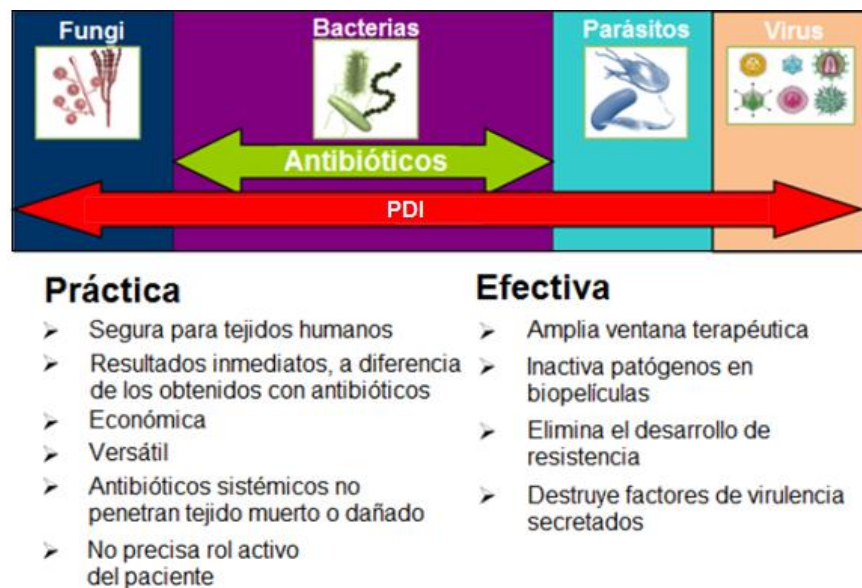 Fungi
Bacterias
Parásitos
Virus
Antibióticos
PDI
Práctica
Segura para tejidos humanos
Resultados inmediatos, a diferencia
de los obtenidos con antibióticos
Económica
Versátil
Antibióticos sistémicos no
penetran tejido muerto o dañado
No precisa rol activo
del paciente
Efectiva
Amplia ventana terapéutica
Inactiva patógenos en
biopelículas
Elimina el desarrollo de
resistencia
Destruye factores de virulencia
secretados